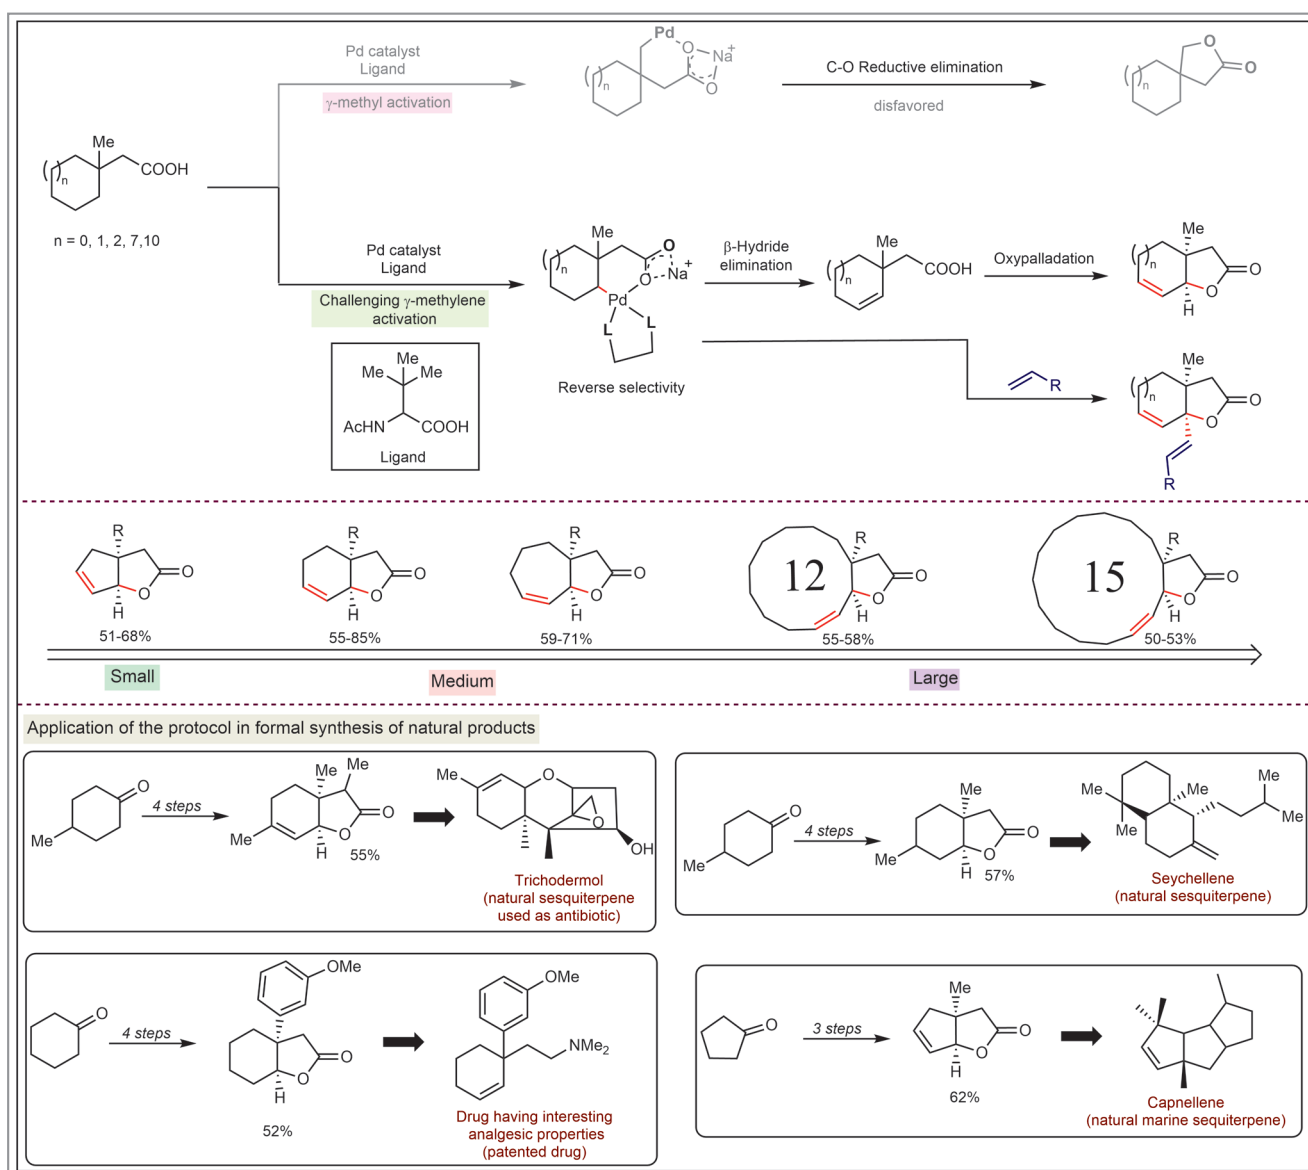 Pd catalyst
Ligand
γ-methyl activation
Pd
O
Na+
O
n
C-O Reductive elimination
disfavored
O
O
n
Me
COOH
n
n = 0, 1, 2, 7,10
Pd catalyst
Ligand
Challenging γ-methylene
activation
Me
Me
Me
AcHN
COOH
Ligand
Me
O
O
Na+
n
Pd
L
L
Reverse selectivity
β-Hydride
elimination
Me
COOH
n
Oxypalladation
Me
n
O
O
H
R
Me
n
O
O
R
R
O
O
H
51-68%
R
O
O
H
55-85%
R
O
O
H
59-71%
12
R
O
O
H
55-58%
15
R
O
O
H
50-53%
Small
Medium
Large
Application of the protocol in formal synthesis of natural products
O
Me
4 steps
Me
Me
O
O
Me
H
55%
Me
O
O
OH
Trichodermol
(natural sesquiterpene
used as antibiotic)
O
Me
4 steps
Me
O
O
Me
H
57%
Me
Me
Me
Me
Me
Seychellene
(natural sesquiterpene)
O
4 steps
OMe
O
O
H
52%
OMe
NMe2
Drug having interesting
analgesic properties
(patented drug)
O
3 steps
Me
O
O
H
62%
Capnellene
(natural marine sequiterpene)